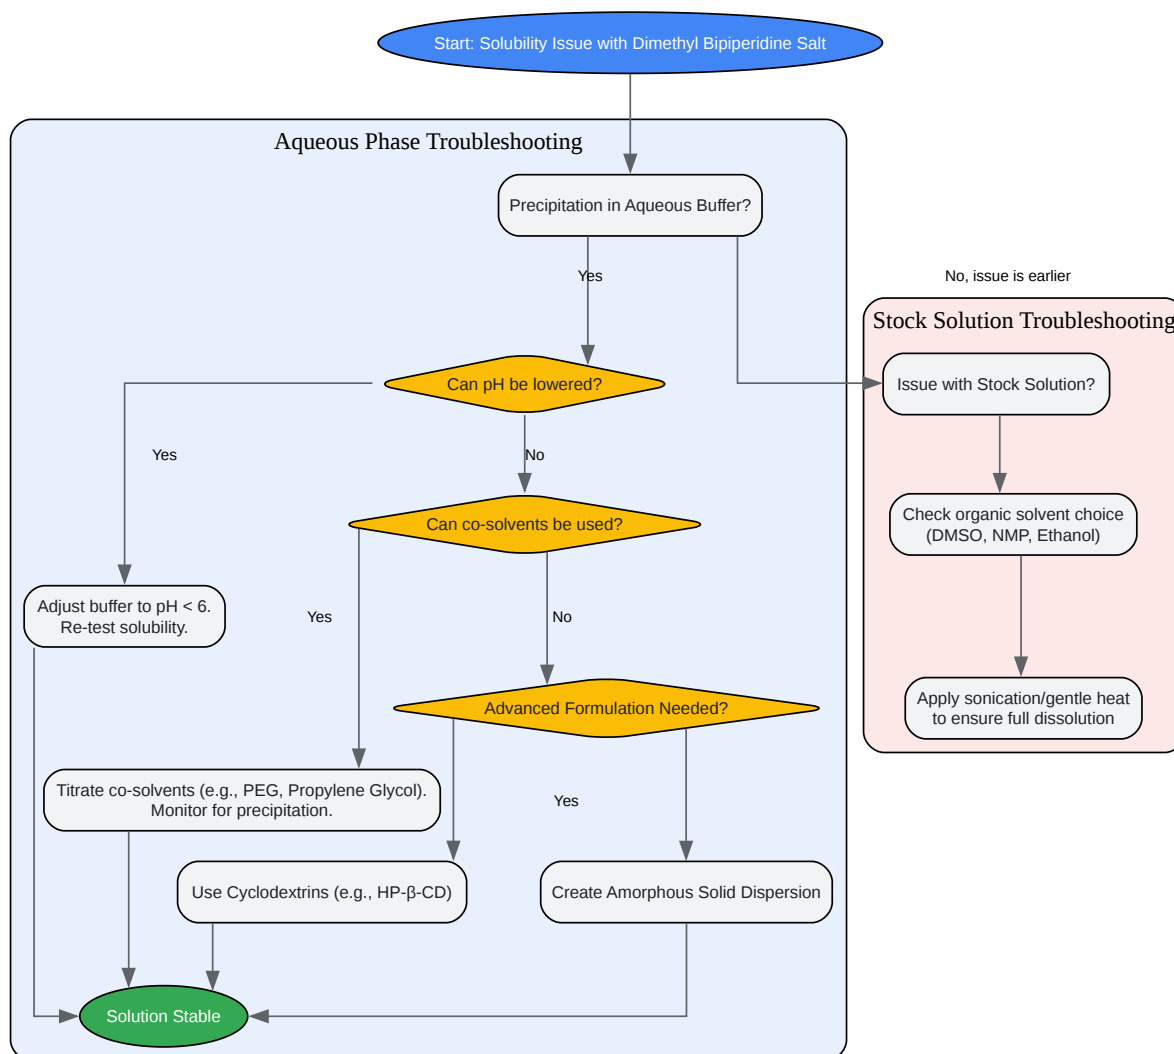 Start: Solubility Issue with Dimethyl Bipiperidine Salt
Aqueous Phase Troubleshooting
Precipitation in Aqueous Buffer?
Yes
No, issue is earlier
Stock Solution Troubleshooting
Can pH be lowered?
Issue with Stock Solution?
Yes
No
Can co-solvents be used?
Check organic solvent choice
(DMSO, NMP, Ethanol)
Adjust buffer to pH < 6.
Re-test solubility.
Yes
No
Advanced Formulation Needed?
Apply sonication/gentle heat
to ensure full dissolution
Titrate co-solvents (e.g., PEG, Propylene Glycol).
Monitor for precipitation.
Yes
Use Cyclodextrins (e.g., HP-β-CD)
Create Amorphous Solid Dispersion
Solution Stable